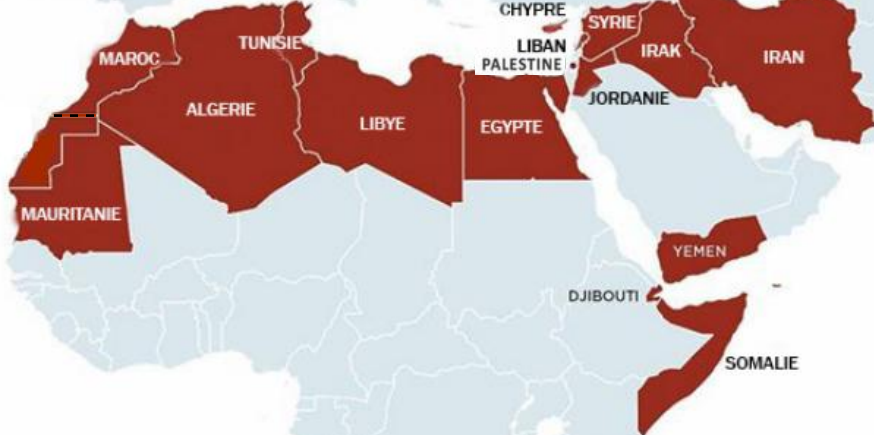 CHYPRE
SYRIE
MAROC
TUNISIE
LIBAN
IRAK
IRAN
PALESTINE
JORDANIE
ALGERIE
LIBYE
EGYPTE
MAURITANIE
YEMEN
DJIBOUTI
SOMALIE